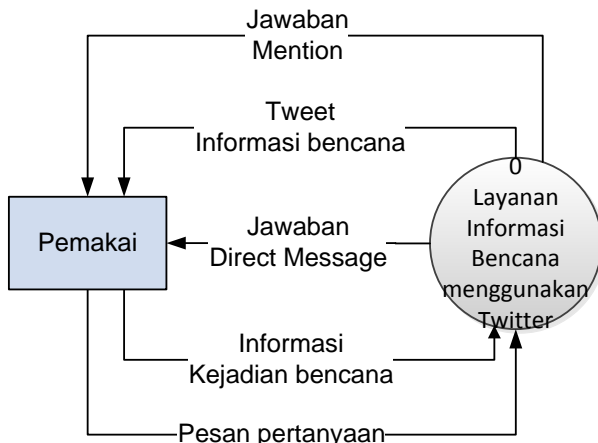 Jawaban
Mention
Tweet
Informasi bencana
0
Layanan
Informasi
Bencana
menggunakan
Twitter
Pemakai
Jawaban
Direct Message
Informasi
Kejadian bencana
Pesan pertanyaan